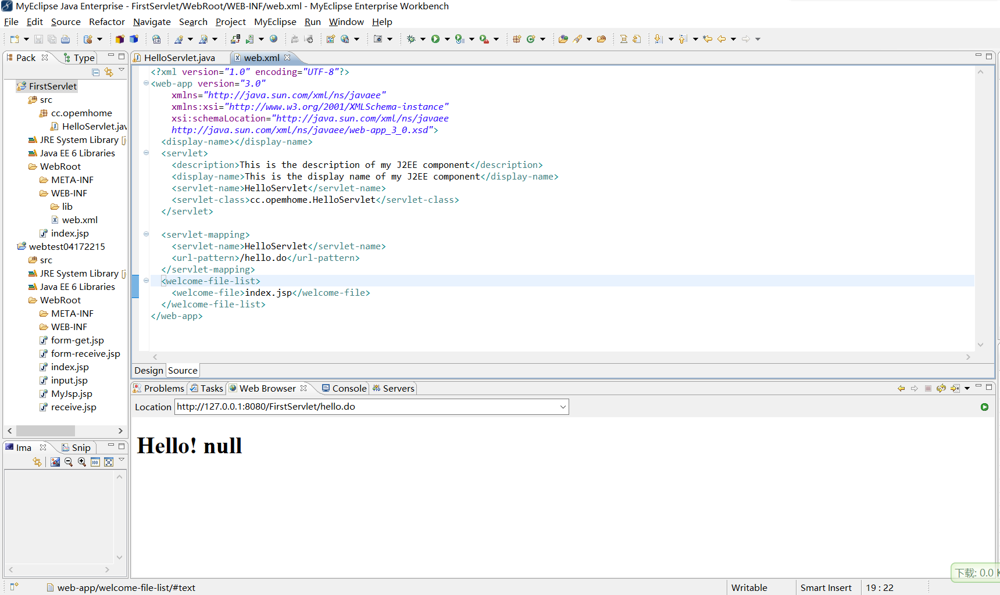 MyEclipse Java Enterprise - FirstServlet/WebRoot/WEB-INF/web.xml - MyEclipse Enterprise Workbench
File Edit Source Refactor Navigate Search Project MyEclipse Run Window Help
Pack Type
FirstServlet
src
cc.opemhome
HelloServlet.jav
JRE System Library [j
Java EE 6 Libraries
WebRoot
META-INF
WEB-INF
lib
web.xml
index.jsp
webtest04172215
src
JRE System Library [j
Java EE 6 Libraries
WebRoot
META-INF
WEB-INF
form-get.jsp
form-receive.jsp
index.jsp
input.jsp
MyJsp.jsp
receive.jsp
Ima Snip
HelloServlet.java web.xml
<?xml version="1.0" encoding="UTF-8"?>
<web-app version="3.0"
xmlns="http://java.sun.com/xml/ns/javaee"
xmlns:xsi="http://www.w3.org/2001/XMLSchema-instance"
xsi:schemaLocation="http://java.sun.com/xml/ns/javaee
http://java.sun.com/xml/ns/javaee/web-app_3_0.xsd">
<display-name></display-name>
<servlet>
<description>This is the description of my J2EE component</description>
<display-name>This is the display name of my J2EE component</display-name>
<servlet-name>HelloServlet</servlet-name>
<servlet-class>cc.opemhome.HelloServlet</servlet-class>
</servlet>
<servlet-mapping>
<servlet-name>HelloServlet</servlet-name>
<url-pattern>/hello.do</url-pattern>
</servlet-mapping>
<welcome-file-list>
<welcome-file>index.jsp</welcome-file>
</welcome-file-list>
</web-app>
Design Source
Problems Tasks Web Browser Console Servers
Location http://127.0.0.1:8080/FirstServlet/hello.do
Hello! null
下载: 0.0 K
web-app/welcome-file-list/#text
Writable Smart Insert 19 : 22